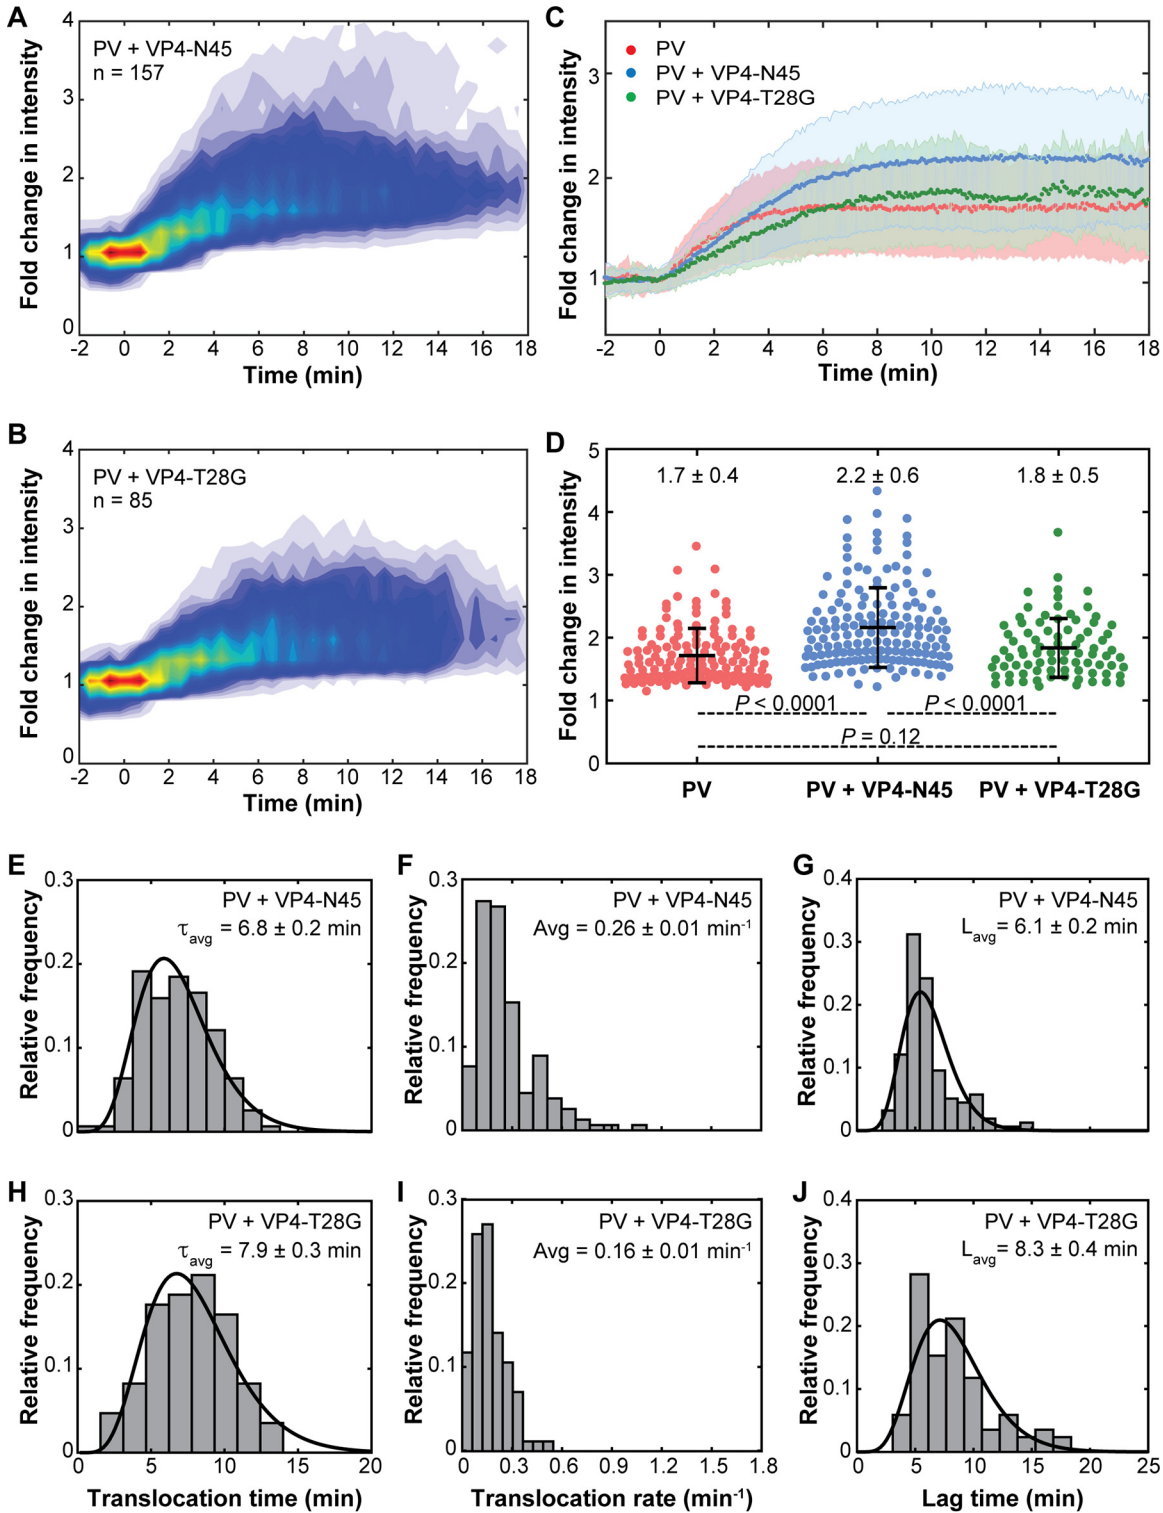 A
PV + VP4-N45
n = 157
Fold change in intensity
4
3
2
1
0
-2 0 2 4 6 8 10 12 14 16 18
Time (min)
B
PV + VP4-T28G
n = 85
Fold change in intensity
4
3
2
1
0
-2 0 2 4 6 8 10 12 14 16 18
Time (min)
C
PV
PV + VP4-N45
PV + VP4-T28G
Fold change in intensity
3
2
1
-2 0 2 4 6 8 10 12 14 16 18
Time (min)
D
Fold change in intensity
5
4
3
2
1
0
1.7 ± 0.4 2.2 ± 0.6 1.8 ± 0.5
P < 0.0001 P < 0.0001
P = 0.12
PV PV + VP4-N45 PV + VP4-T28G
E
PV + VP4-N45
τavg = 6.8 ± 0.2 min
Relative frequency
0.3
0.2
0.1
0
0 5 10 15 20
F
PV + VP4-N45
Avg = 0.26 ± 0.01 min-1
Relative frequency
0.3
0.2
0.1
0
G
PV + VP4-N45
Lavg = 6.1 ± 0.2 min
Relative frequency
0.4
0.3
0.2
0.1
0
H
PV + VP4-T28G
τavg = 7.9 ± 0.3 min
Relative frequency
0.3
0.2
0.1
0
0 5 10 15 20
Translocation time (min)
I
PV + VP4-T28G
Avg = 0.16 ± 0.01 min-1
Relative frequency
0.3
0.2
0.1
0
0 0.3 0.6 0.9 1.2 1.5 1.8
Translocation rate (min-1)
J
PV + VP4-T28G
Lavg = 8.3 ± 0.4 min
Relative frequency
0.4
0.3
0.2
0.1
0
0 5 10 15 20 25
Lag time (min)